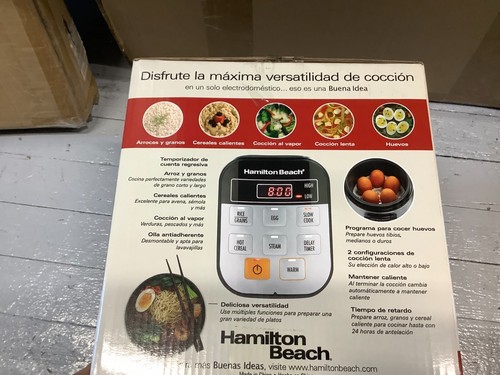 Disfrute la máxima versatilidad de cocción
en un solo electrodoméstico... eso es una Buena Idea
Arroces y granos
Cereales calientes
Cocción al vapor
Cocción lenta
Huevos
Temporizador de
cuenta regresiva
Arroz y granos
Cocina perfectamente variedades
de grano corto y largo
Cereales calientes
Excelente para avena, sémola
y más
Cocción al vapor
Verduras, pescados y más
Olla antiadherente
Desmontable y apta para
lavavajillas
Hamilton Beach®
8:00
HIGH
LOW
RICE
GRAINS
EGG
SLOW
COOK
HOT
CEREAL
STEAM
DELAY
TIMER
WARM
Programa para cocer huevos
Prepare huevos tibios,
medianos o duros
2 configuraciones de
cocción lenta
Su elección de calor alto o bajo
Mantener caliente
Al terminar la cocción cambia
automáticamente a mantener
caliente
Tiempo de retardo
Prepare arroz, granos y cereal
caliente para cocinar hasta con
24 horas de antelación
Deliciosa versatilidad
Use múltiples funciones para preparar una
gran variedad de platos
Hamilton
Beach®
más Buenas Ideas, visite www.hamiltonbeach.com